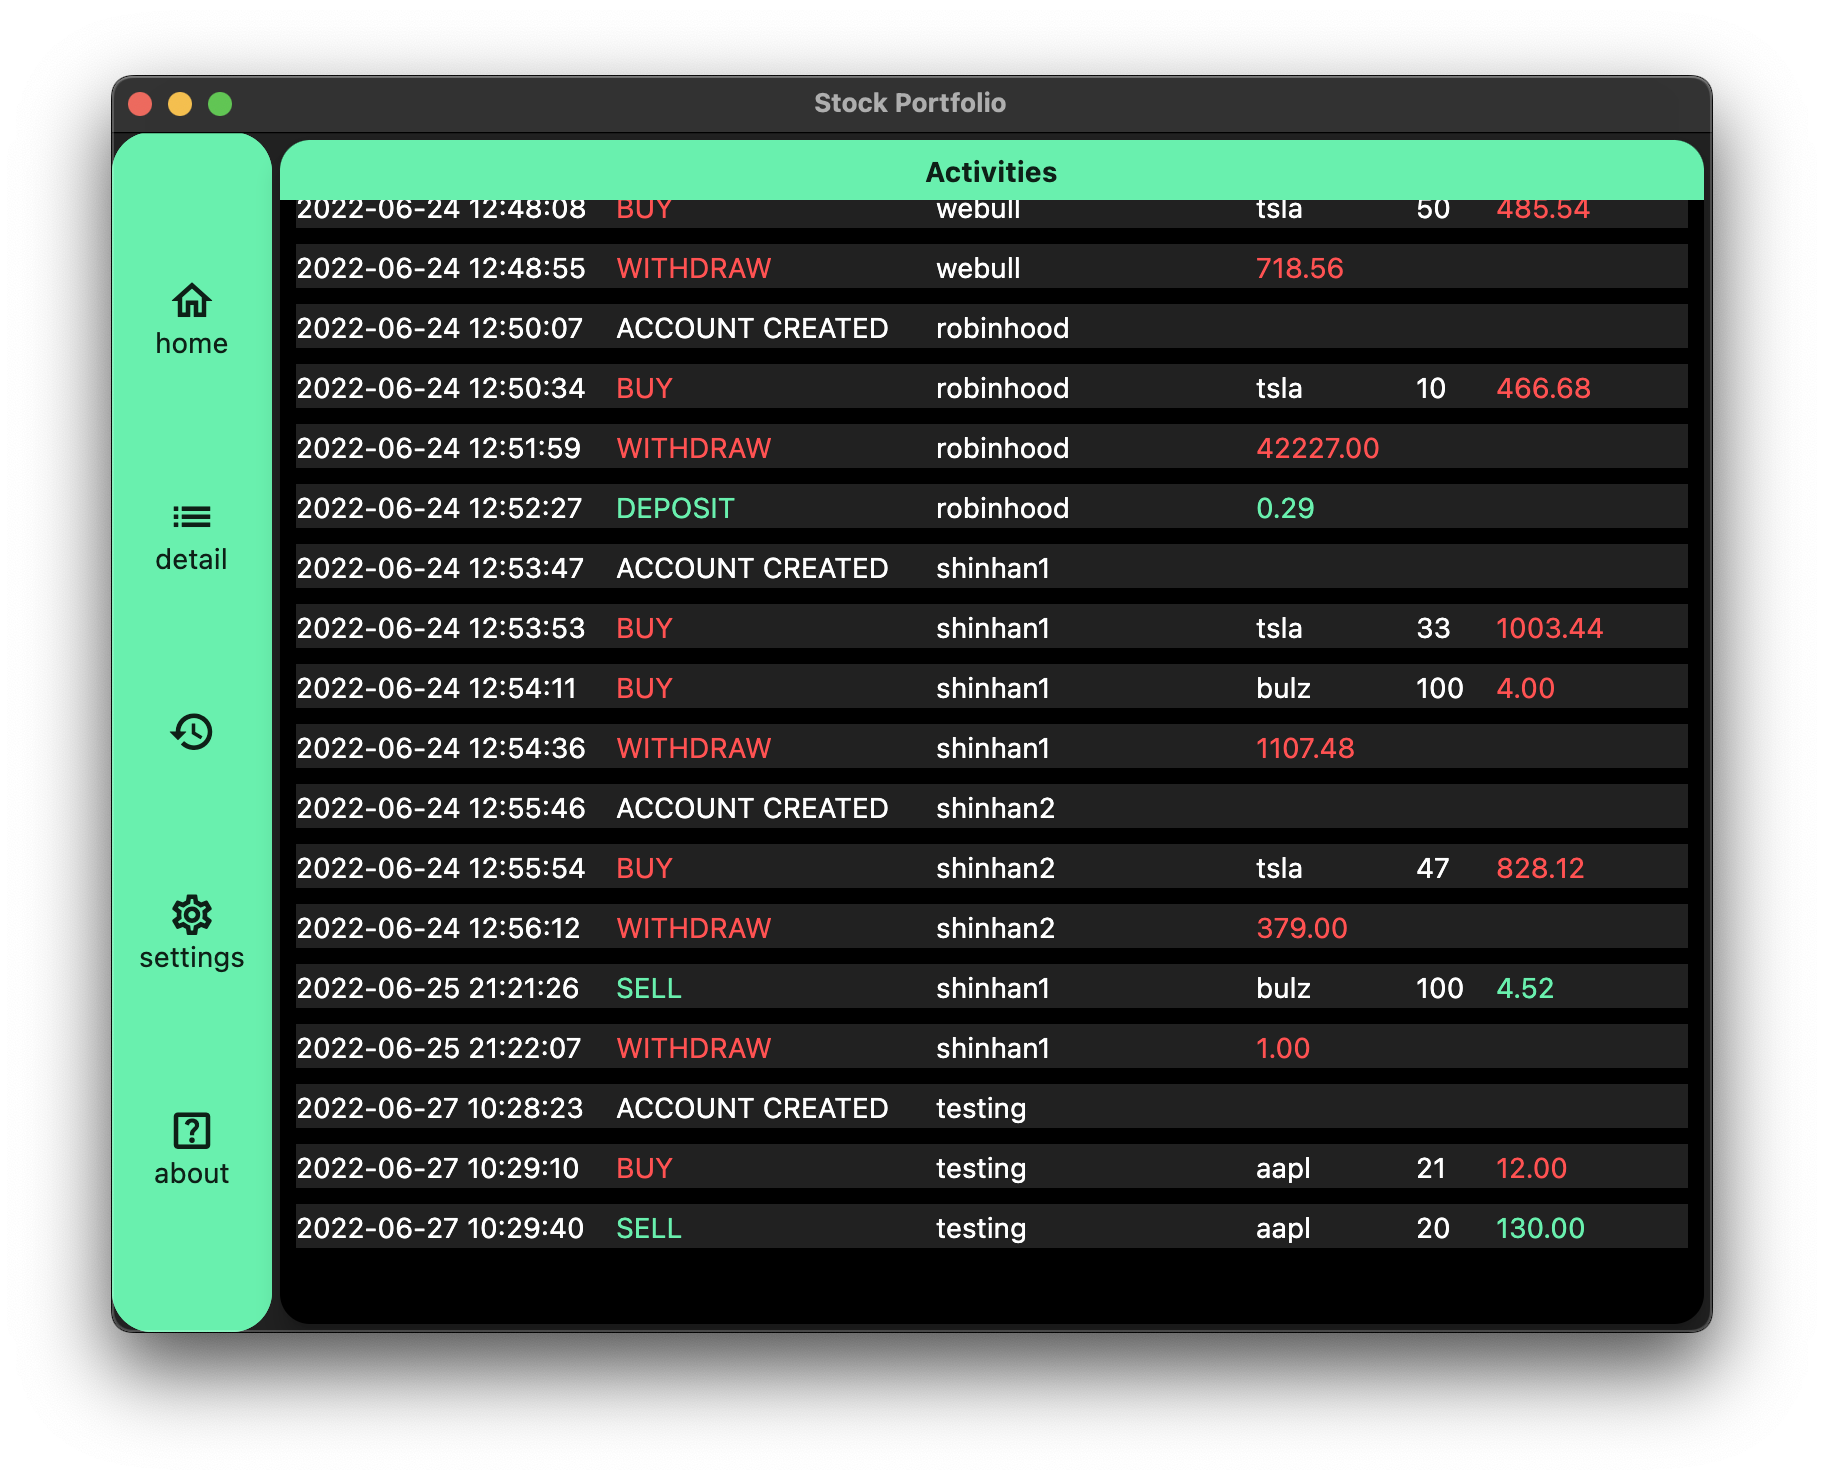 Stock Portfolio
home
detail
settings
about
Activities
2022-06-24 12:48:08 BUY webull tsla 50 485.54
2022-06-24 12:48:55 WITHDRAW webull 718.56
2022-06-24 12:50:07 ACCOUNT CREATED robinhood
2022-06-24 12:50:34 BUY robinhood tsla 10 466.68
2022-06-24 12:51:59 WITHDRAW robinhood 42227.00
2022-06-24 12:52:27 DEPOSIT robinhood 0.29
2022-06-24 12:53:47 ACCOUNT CREATED shinhan1
2022-06-24 12:53:53 BUY shinhan1 tsla 33 1003.44
2022-06-24 12:54:11 BUY shinhan1 bulz 100 4.00
2022-06-24 12:54:36 WITHDRAW shinhan1 1107.48
2022-06-24 12:55:46 ACCOUNT CREATED shinhan2
2022-06-24 12:55:54 BUY shinhan2 tsla 47 828.12
2022-06-24 12:56:12 WITHDRAW shinhan2 379.00
2022-06-25 21:21:26 SELL shinhan1 bulz 100 4.52
2022-06-25 21:22:07 WITHDRAW shinhan1 1.00
2022-06-27 10:28:23 ACCOUNT CREATED testing
2022-06-27 10:29:10 BUY testing aapl 21 12.00
2022-06-27 10:29:40 SELL testing aapl 20 130.00